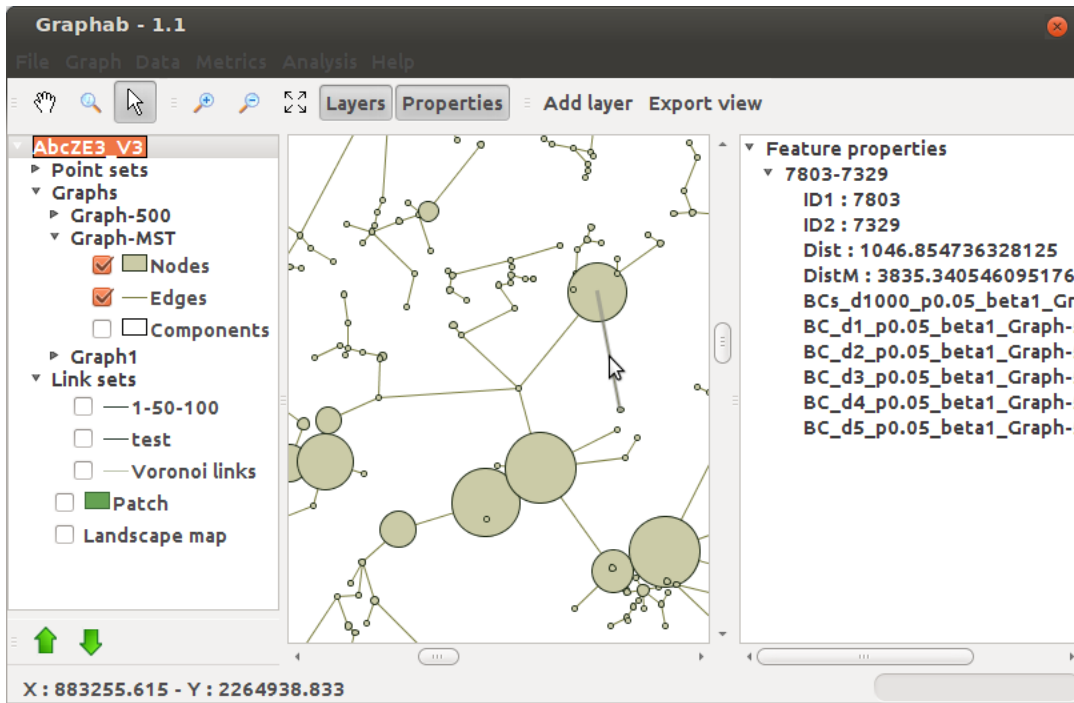 Graphab - 1.1
File Graph Data Metrics Analysis Help
Layers Properties Add layer Export view
AbcZE3_V3
Point sets
Graphs
Graph-500
Graph-MST
Nodes
Edges
Components
Graph1
Link sets
1-50-100
test
Voronoi links
Patch
Landscape map
Feature properties
7803-7329
ID1 : 7803
ID2 : 7329
Dist : 1046.854736328125
DistM : 3835.340546095176
BCs_d1000_p0.05_beta1_Gr
BC_d1_p0.05_beta1_Graph-
BC_d2_p0.05_beta1_Graph-
BC_d3_p0.05_beta1_Graph-
BC_d4_p0.05_beta1_Graph-
BC_d5_p0.05_beta1_Graph-
X : 883255.615 - Y : 2264938.833